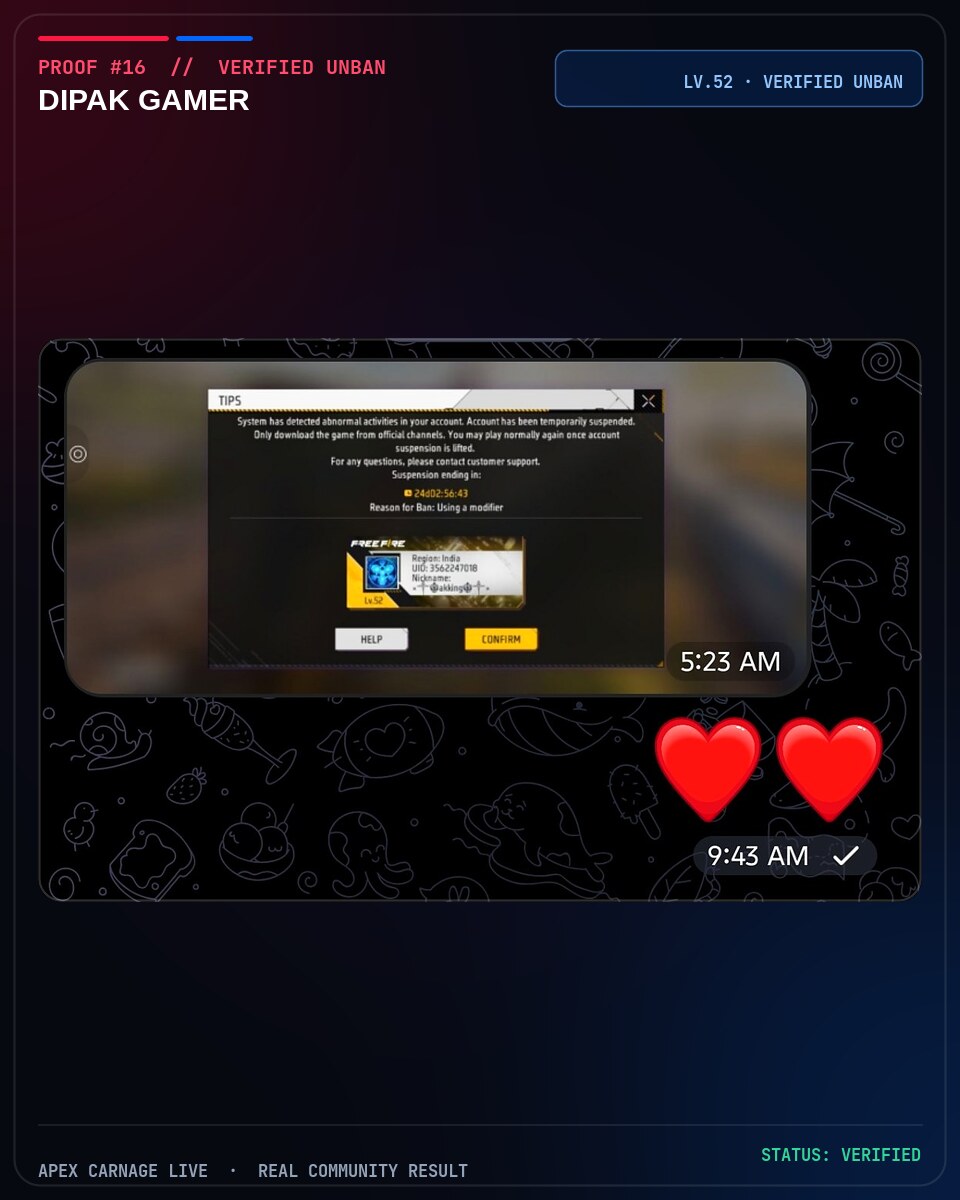 PROOF #16 // VERIFIED UNBAN
DIPAK GAMER
LV.52 · VERIFIED UNBAN
TIPS
System has detected abnormal activities in your account. Account has been temporarily suspended.
Only download the game from official channels. You may play normally again once account
suspension is lifted.
For any questions, please contact customer support.
Suspension ending in:
24d02:56:43
Reason for Ban: Using a modifier
FREE FIRE
Region: India
UID: 3562247018
Nickname:
Lv.52
HELP
CONFIRM
5:23 AM
9:43 AM
STATUS: VERIFIED
APEX CARNAGE LIVE · REAL COMMUNITY RESULT